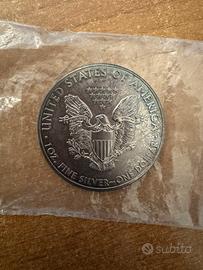 UNITED STATES OF AMERICA
1 OZ. FINE SILVER~ONE DOLLAR
subito